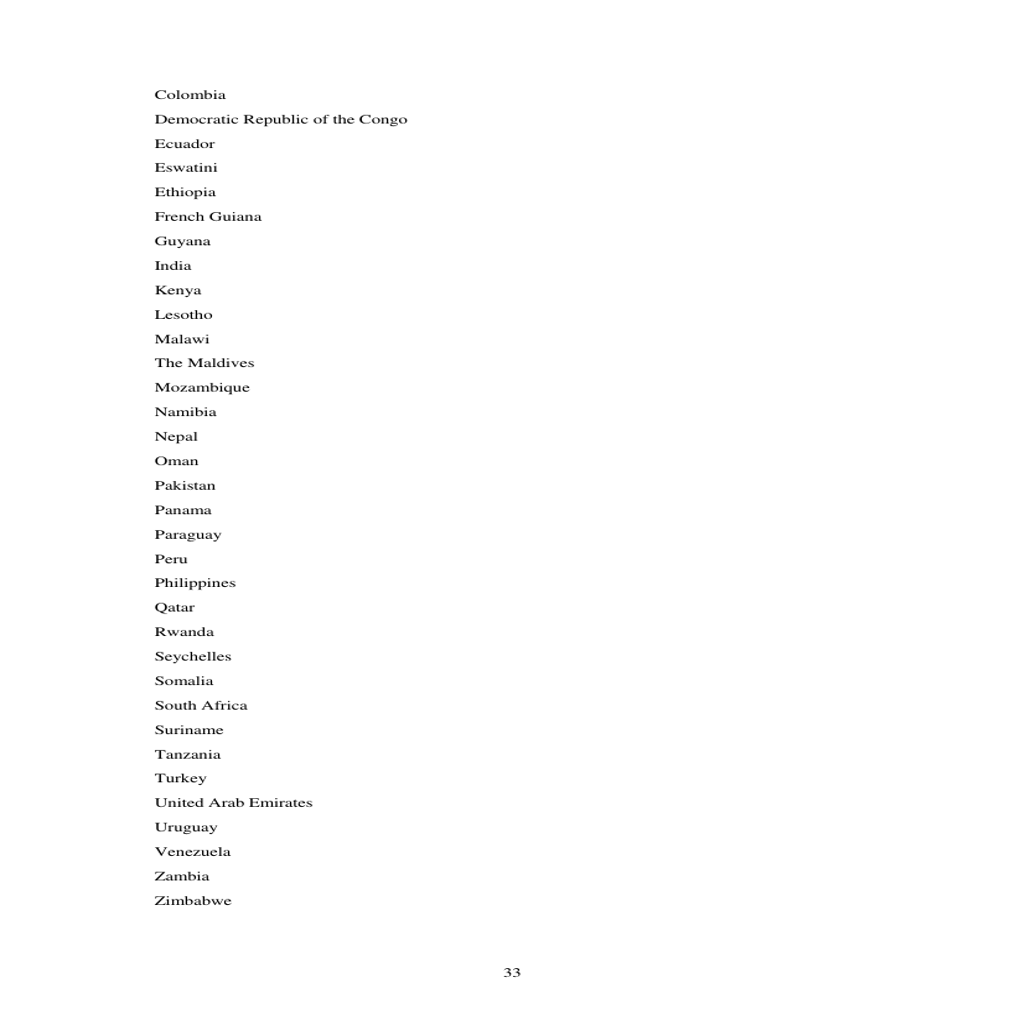 Colombia
Democratic Republic of the Congo
Ecuador
Eswatini
Ethiopia
French Guiana
Guyana
India
Kenya
Lesotho
Malawi
The Maldives
Mozambique
Namibia
Nepal
Oman
Pakistan
Panama
Paraguay
Peru
Philippines
Qatar
Rwanda
Seychelles
Somalia
South Africa
Suriname
Tanzania
Turkey
United Arab Emirates
Uruguay
Venezuela
Zambia
Zimbabwe
33